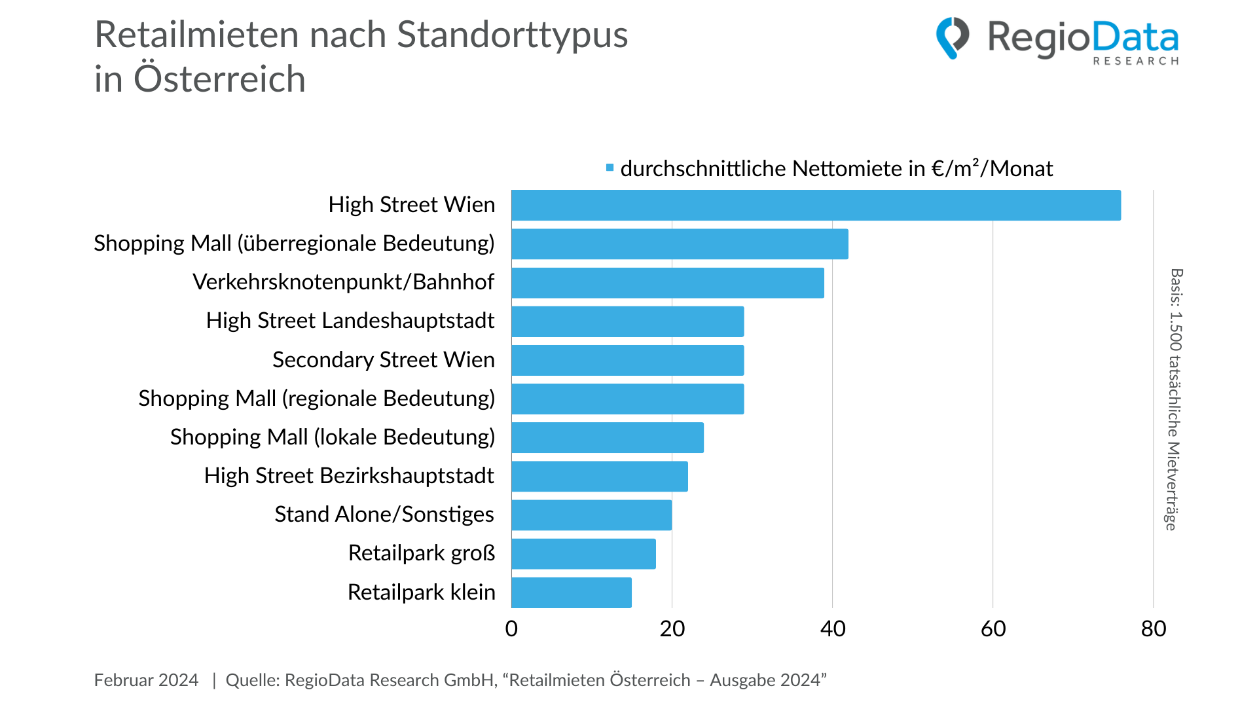 Retailmieten nach Standorttypus
in Österreich
RegioData
RESEARCH
durchschnittliche Nettomiete in €/m²/Monat
High Street Wien
Shopping Mall (überregionale Bedeutung)
Verkehrsknotenpunkt/Bahnhof
High Street Landeshauptstadt
Secondary Street Wien
Shopping Mall (regionale Bedeutung)
Shopping Mall (lokale Bedeutung)
High Street Bezirkshauptstadt
Stand Alone/Sonstiges
Retailpark groß
Retailpark klein
0 20 40 60 80
Basis: 1.500 tatsächliche Mietverträge
Februar 2024 | Quelle: RegioData Research GmbH, “Retailmieten Österreich – Ausgabe 2024”